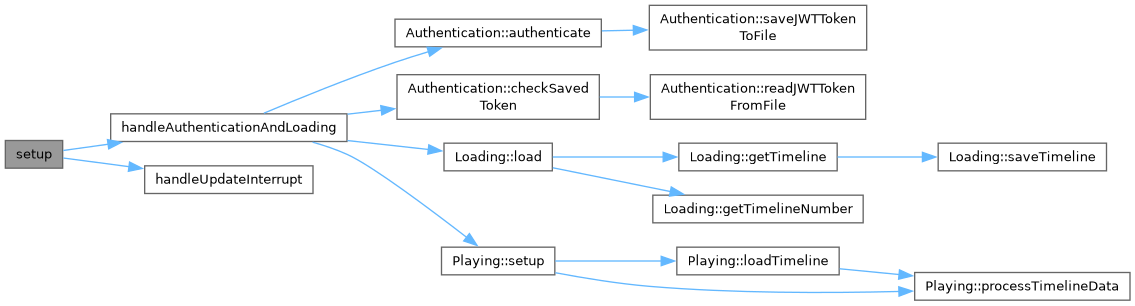 setup
handleAuthenticationAndLoading
handleUpdateInterrupt
Authentication::authenticate
Authentication::saveJWTToken
ToFile
Authentication::checkSaved
Token
Authentication::readJWTToken
FromFile
Loading::load
Loading::getTimeline
Loading::saveTimeline
Loading::getTimelineNumber
Playing::setup
Playing::loadTimeline
Playing::processTimelineData